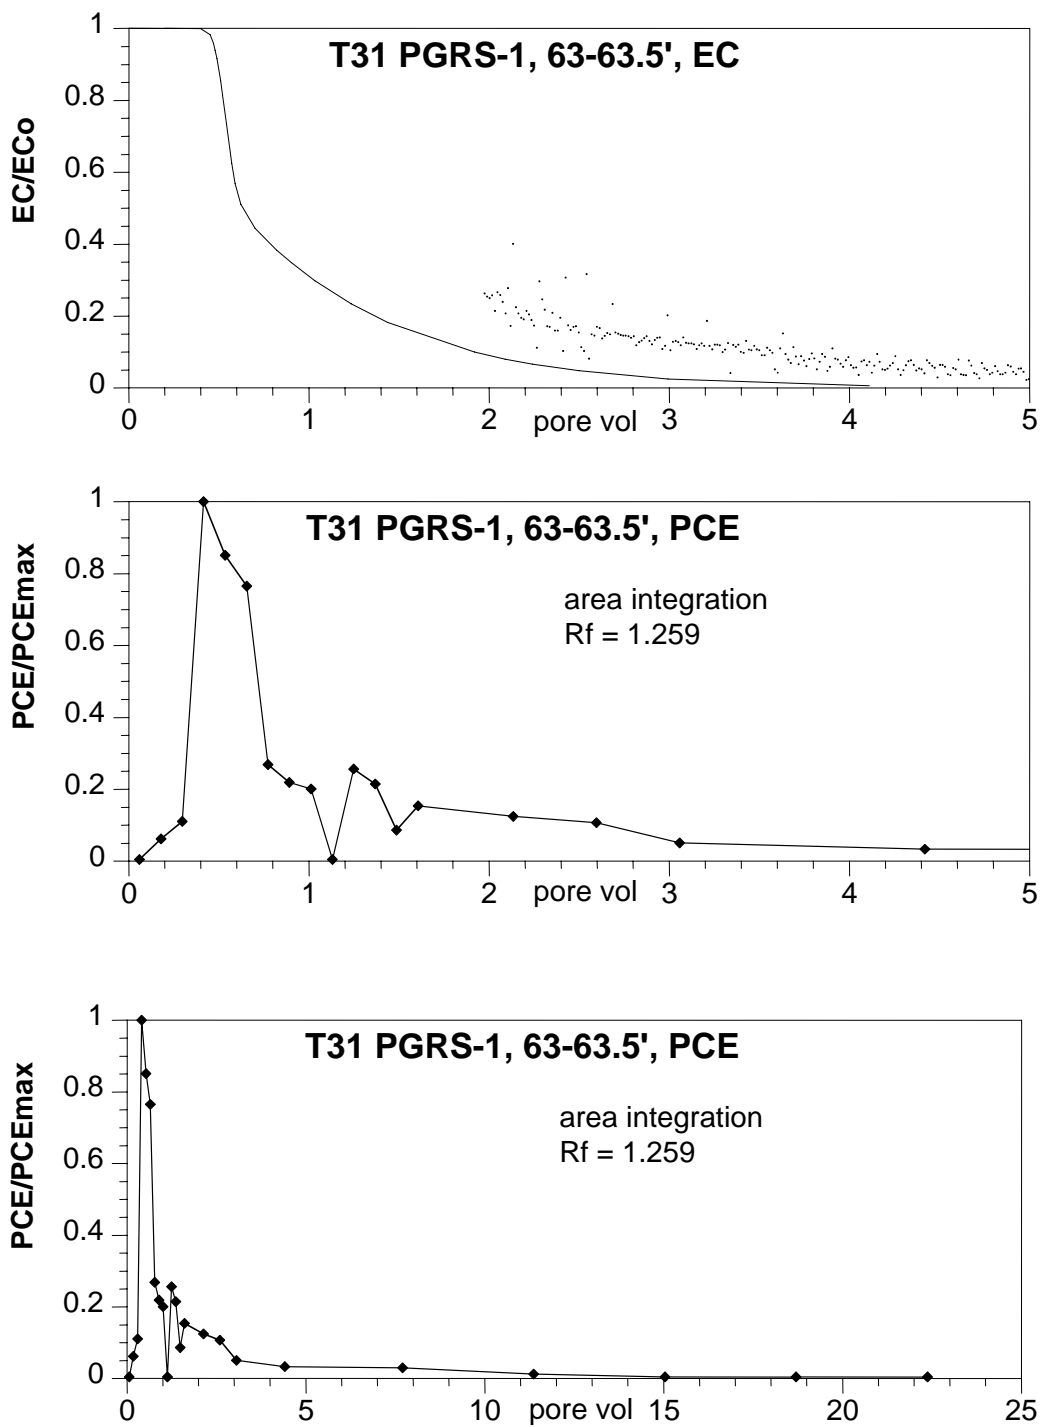 T31 PGRS-1, 63-63.5', EC
EC/ECo
1
0.8
0.6
0.4
0.2
0
0 1 2 pore vol 3 4 5
T31 PGRS-1, 63-63.5', PCE
area integration
Rf = 1.259
PCE/PCEmax
1
0.8
0.6
0.4
0.2
0
0 1 2 pore vol 3 4 5
T31 PGRS-1, 63-63.5', PCE
area integration
Rf = 1.259
PCE/PCEmax
1
0.8
0.6
0.4
0.2
0
0 5 10 pore vol 15 20 25